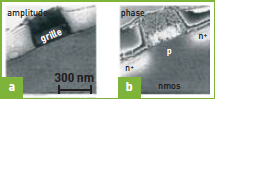 amplitude
grille
300 nm
a
phase
n+
p
n+
nmos
b